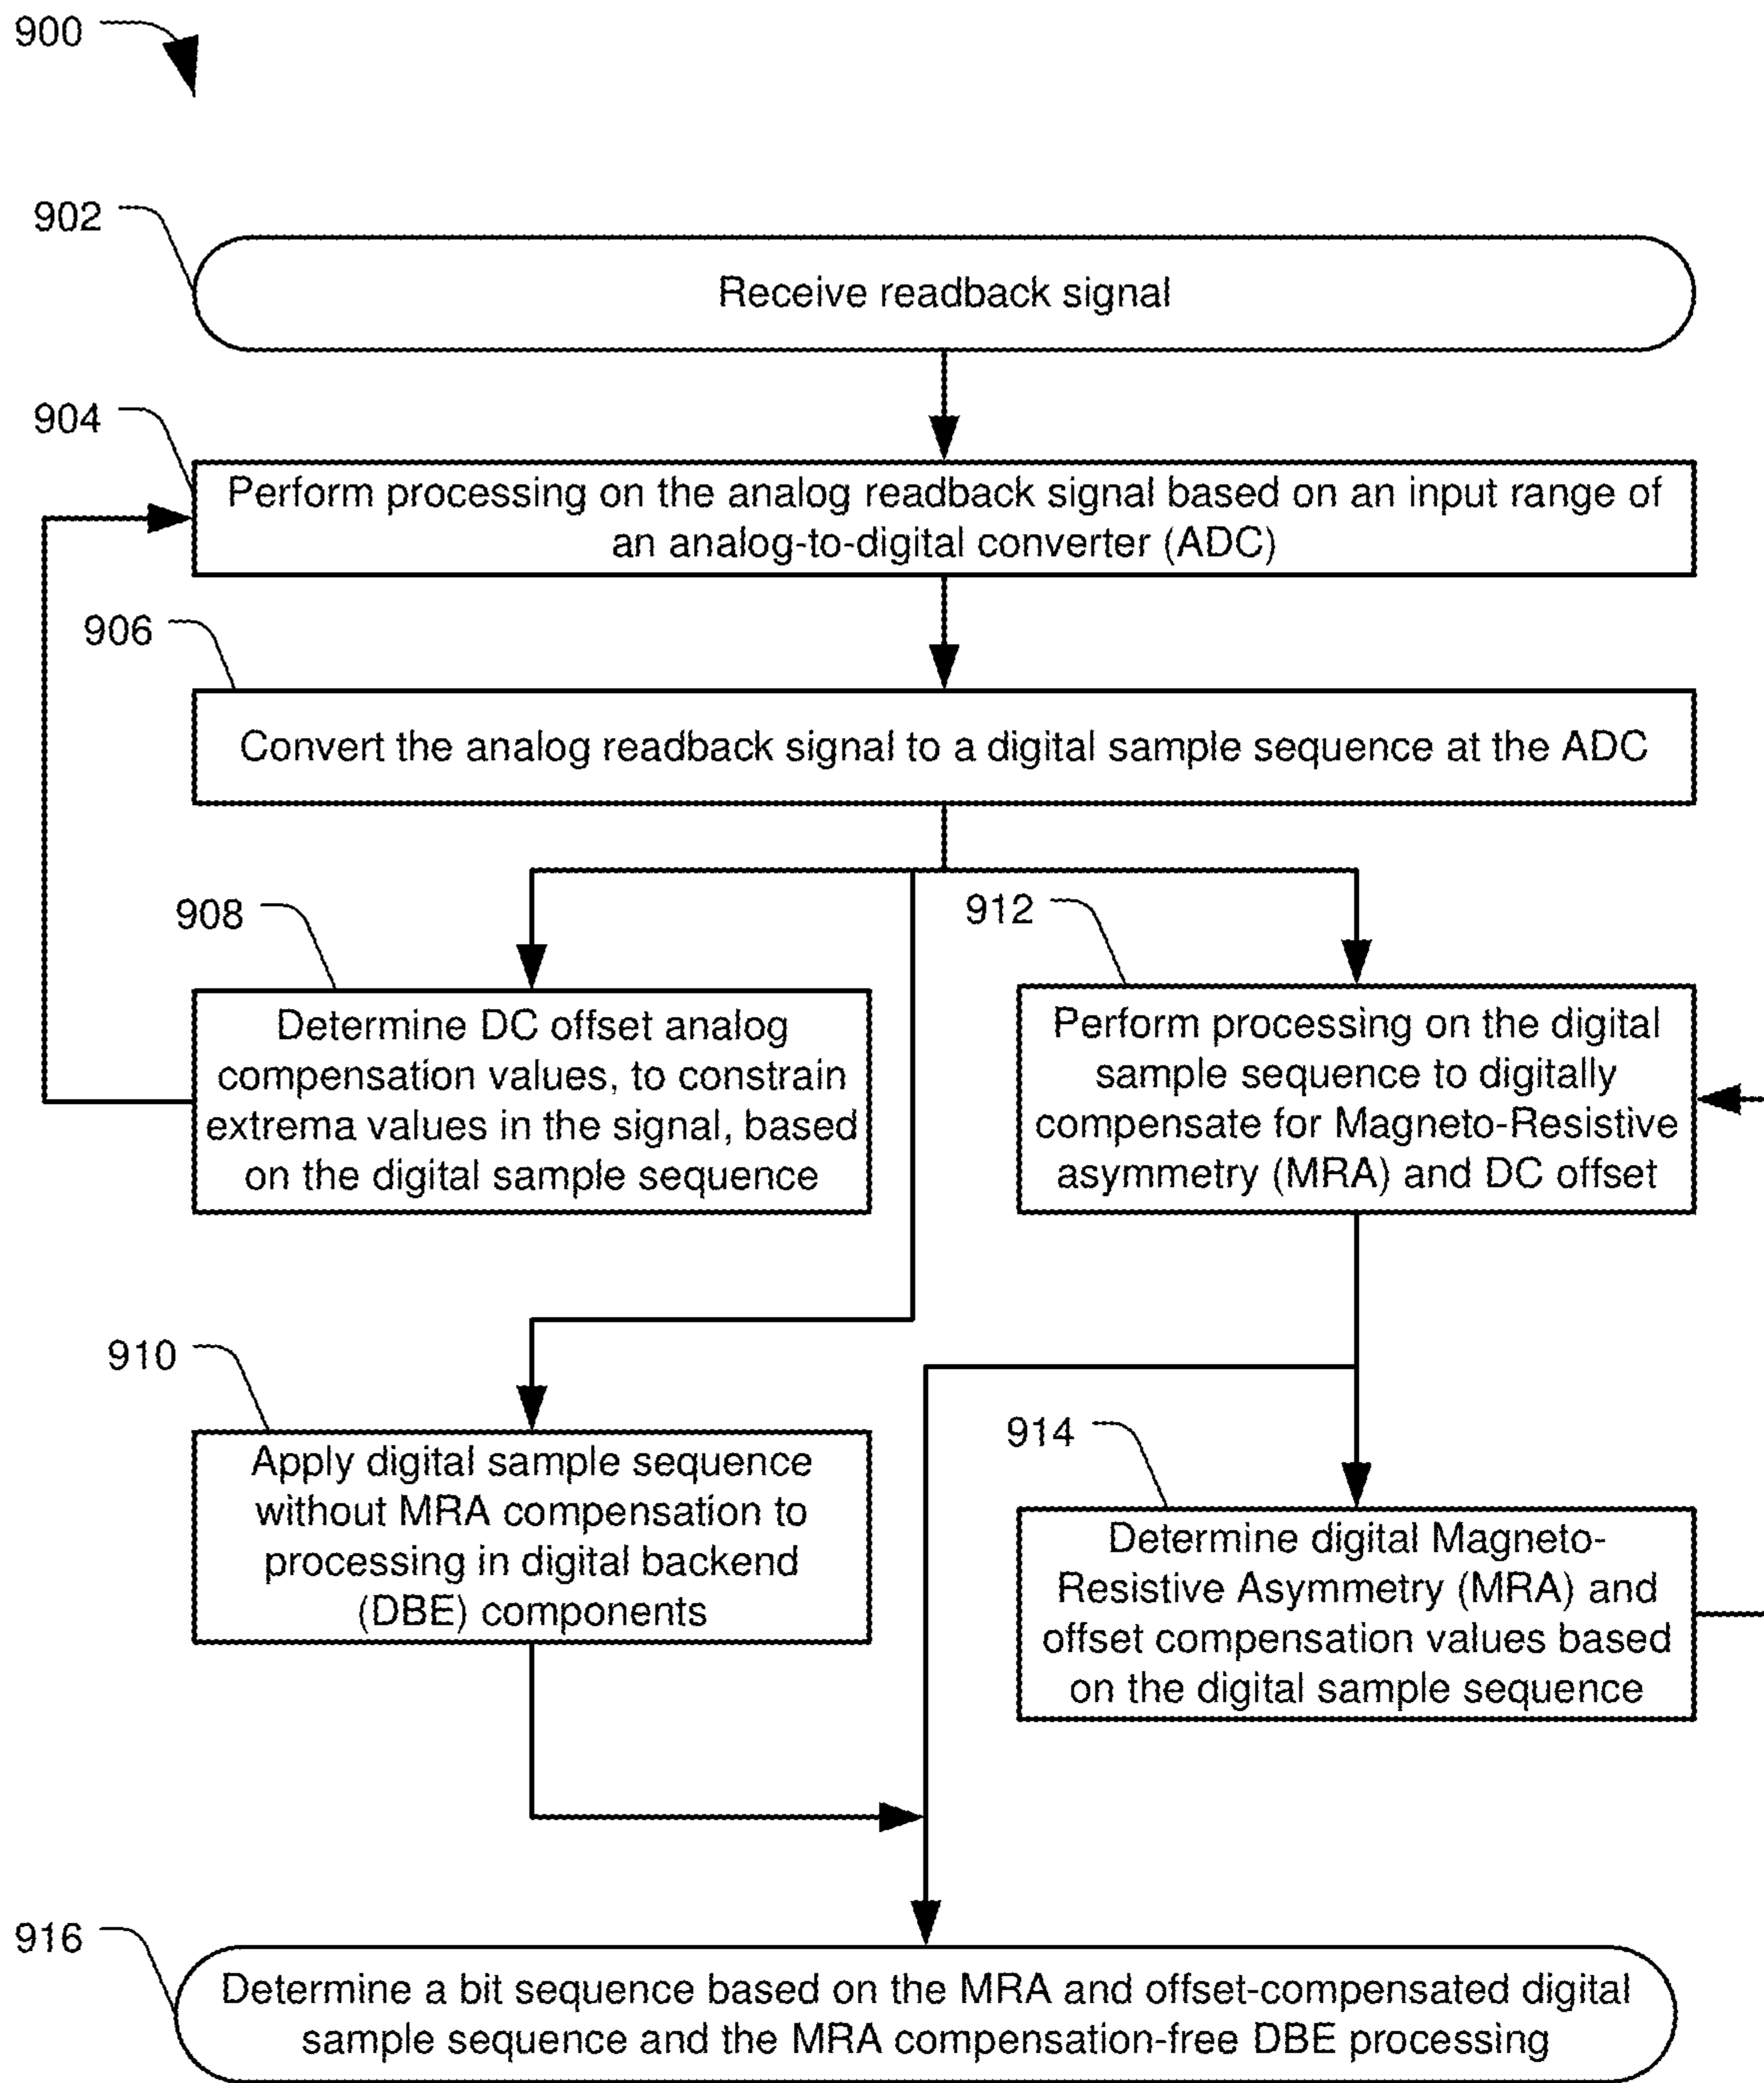 900
902
Receive readback signal
904
Perform processing on the analog readback signal based on an input range of
an analog-to-digital converter (ADC)
906
Convert the analog readback signal to a digital sample sequence at the ADC
908
Determine DC offset analog
compensation values, to constrain
extrema values in the signal, based
on the digital sample sequence
912
Perform processing on the digital
sample sequence to digitally
compensate for Magneto-Resistive
asymmetry (MRA) and DC offset
910
Apply digital sample sequence
without MRA compensation to
processing in digital backend
(DBE) components
914
Determine digital Magneto-
Resistive Asymmetry (MRA) and
offset compensation values based
on the digital sample sequence
916
Determine a bit sequence based on the MRA and offset-compensated digital
sample sequence and the MRA compensation-free DBE processing